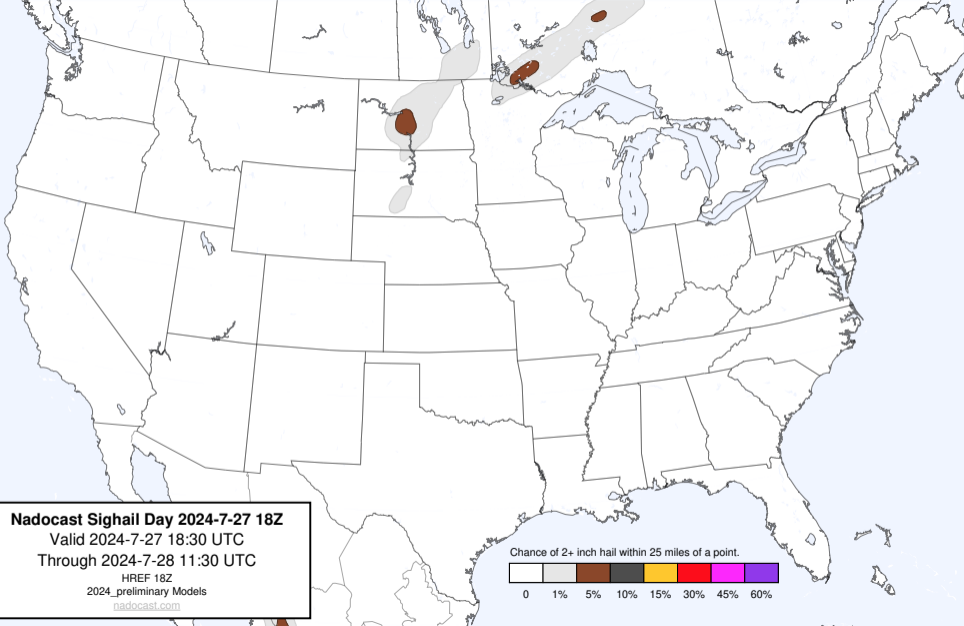 Nadocast Sighail Day 2024-7-27 18Z
Valid 2024-7-27 18:30 UTC
Through 2024-7-28 11:30 UTC
HREF 18Z
2024_preliminary Models
nadocast.com
Chance of 2+ inch hail within 25 miles of a point.
0 1% 5% 10% 15% 30% 45% 60%